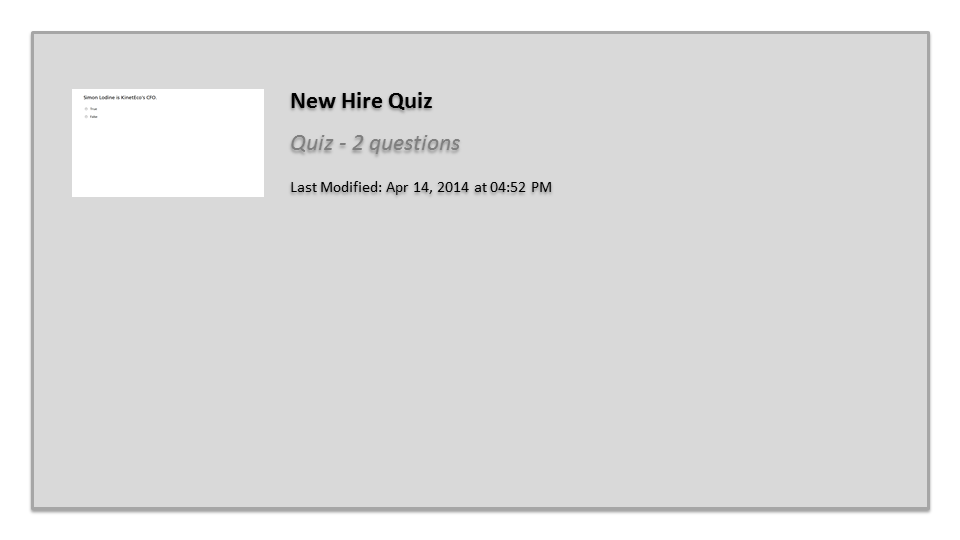 Simon Lodine is KinetEco's CFO.
True
False
New Hire Quiz
Quiz - 2 questions
Last Modified: Apr 14, 2014 at 04:52 PM